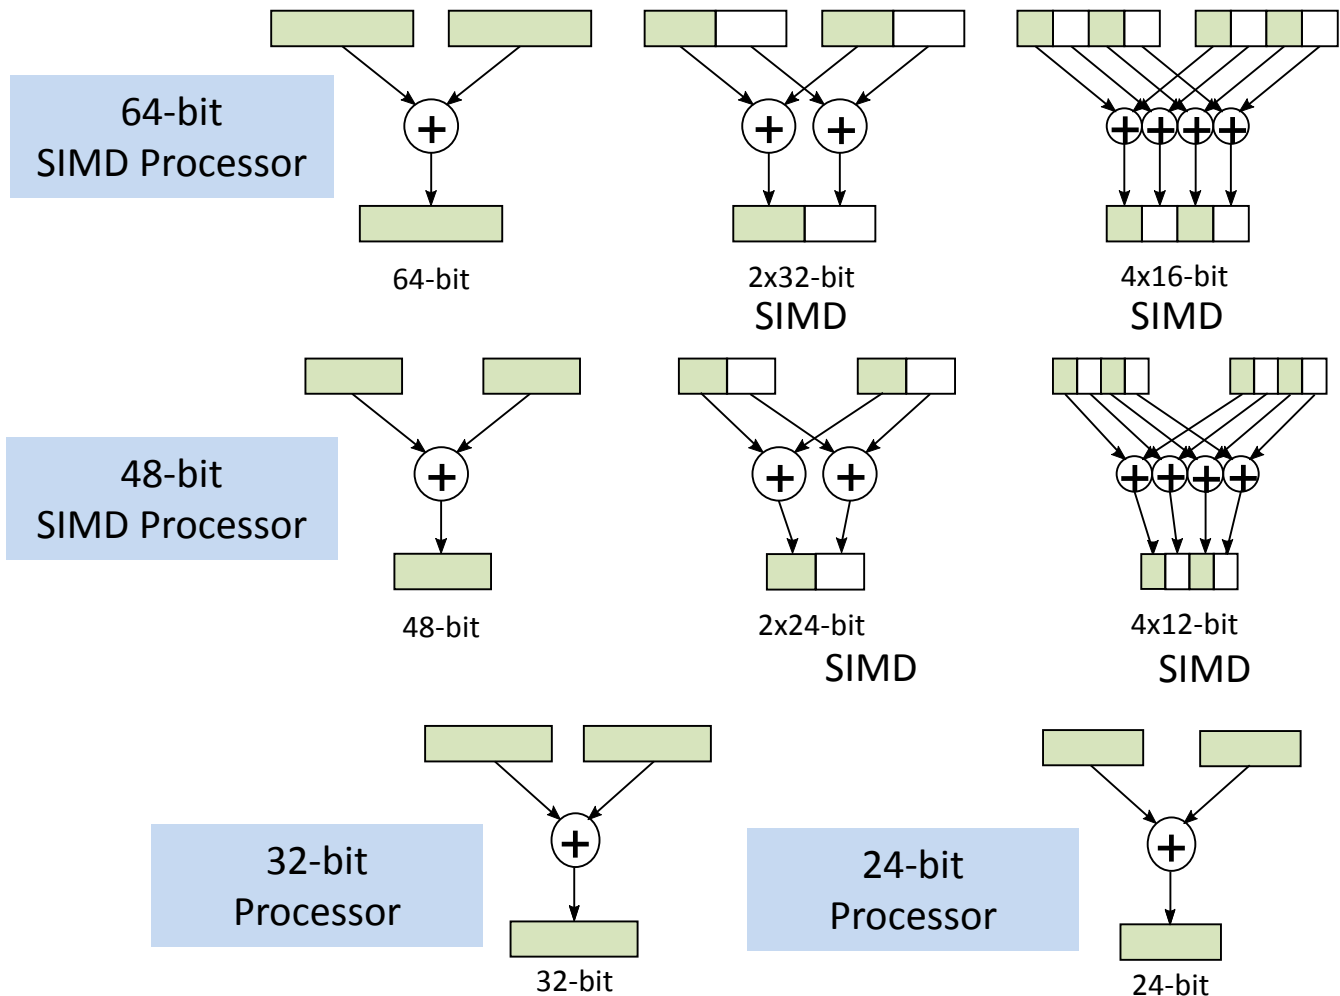 64-bit
SIMD Processor
+
+
+
+
+
+
+
64-bit
2x32-bit
SIMD
4x16-bit
SIMD
48-bit
SIMD Processor
+
+
+
+
+
+
+
48-bit
2x24-bit
SIMD
4x12-bit
SIMD
32-bit
Processor
+
32-bit
24-bit
Processor
+
24-bit